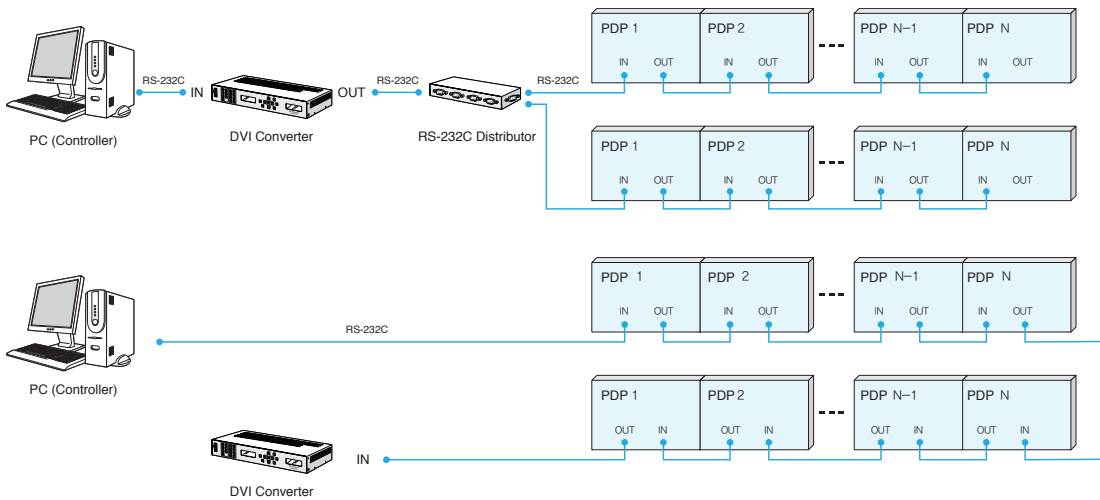 PDP 1 PDP 2 PDP N-1 PDP N
IN OUT IN OUT IN OUT IN OUT
RS-232C IN OUT RS-232C RS-232C
PC (Controller) DVI Converter RS-232C Distributor
PDP 1 PDP 2 PDP N-1 PDP N
IN OUT IN OUT IN OUT IN OUT
PDP 1 PDP 2 PDP N-1 PDP N
IN OUT IN OUT IN OUT IN OUT
RS-232C
PC (Controller)
PDP 1 PDP 2 PDP N-1 PDP N
OUT IN OUT IN OUT IN OUT IN
IN
DVI Converter